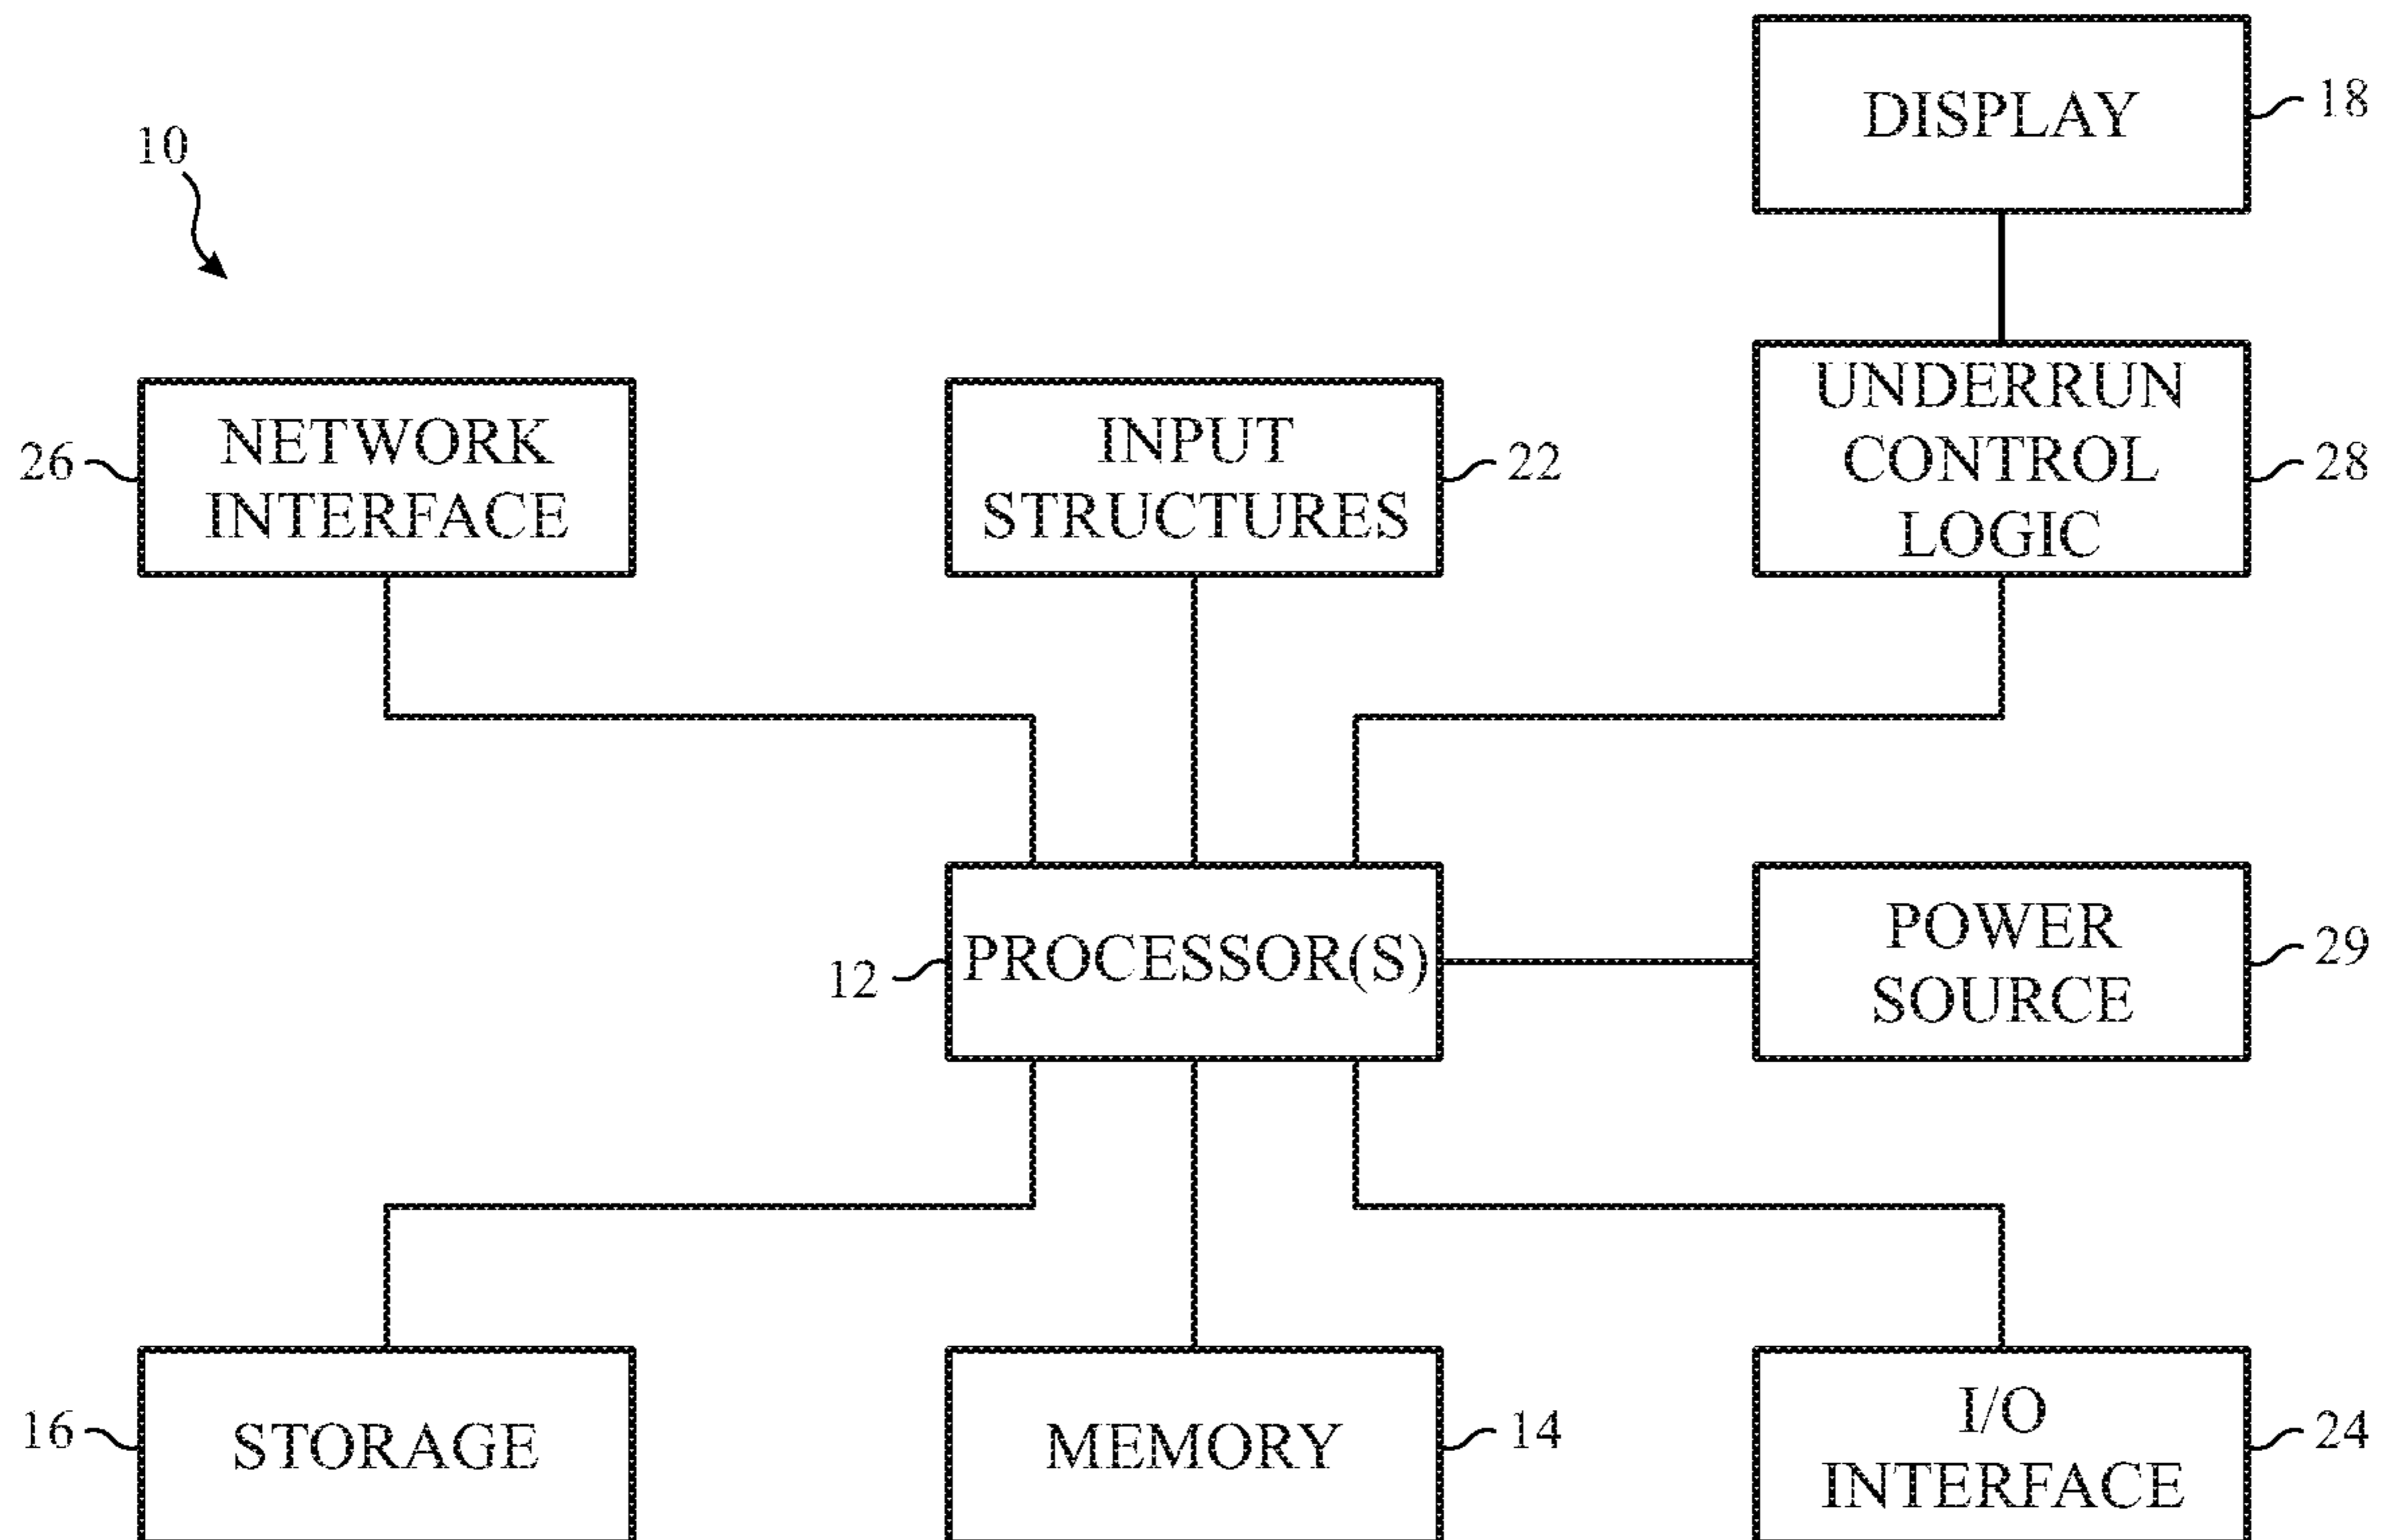 DISPLAY
18
10
NETWORK
INTERFACE
26
INPUT
STRUCTURES
22
UNDERRUN
CONTROL
LOGIC
28
PROCESSOR(S)
12
POWER
SOURCE
29
STORAGE
16
MEMORY
14
I/O
INTERFACE
24